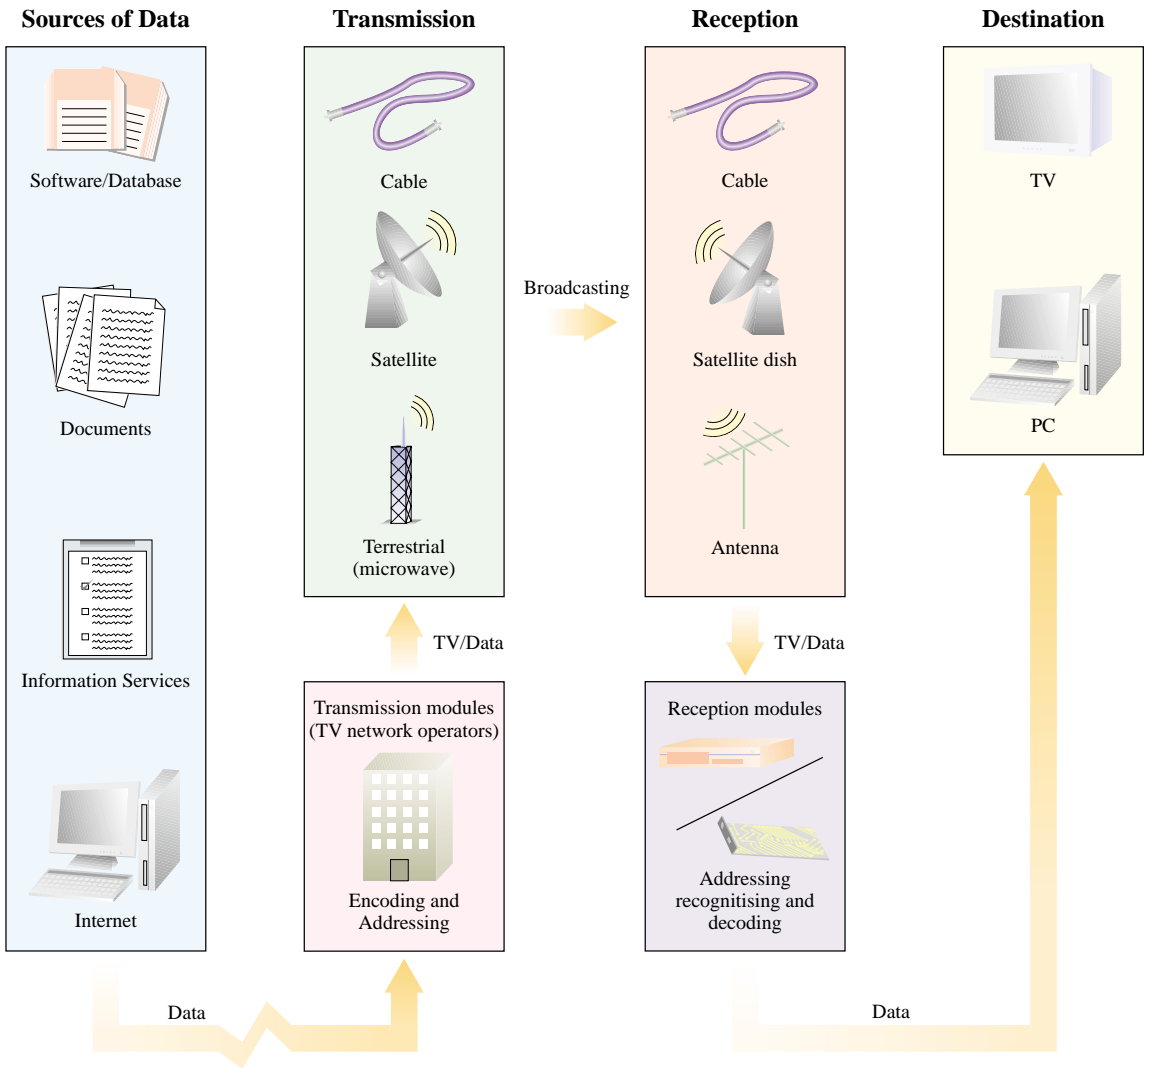 Sources of Data
Transmission
Reception
Destination
Software/Database
Documents
Information Services
Internet
Data
Transmission modules
(TV network operators)
Encoding and
Addressing
TV/Data
Cable
Satellite
Terrestrial
(microwave)
Broadcasting
Cable
Satellite dish
Antenna
TV/Data
Reception modules
Addressing
recognitising and
decoding
Data
TV
PC